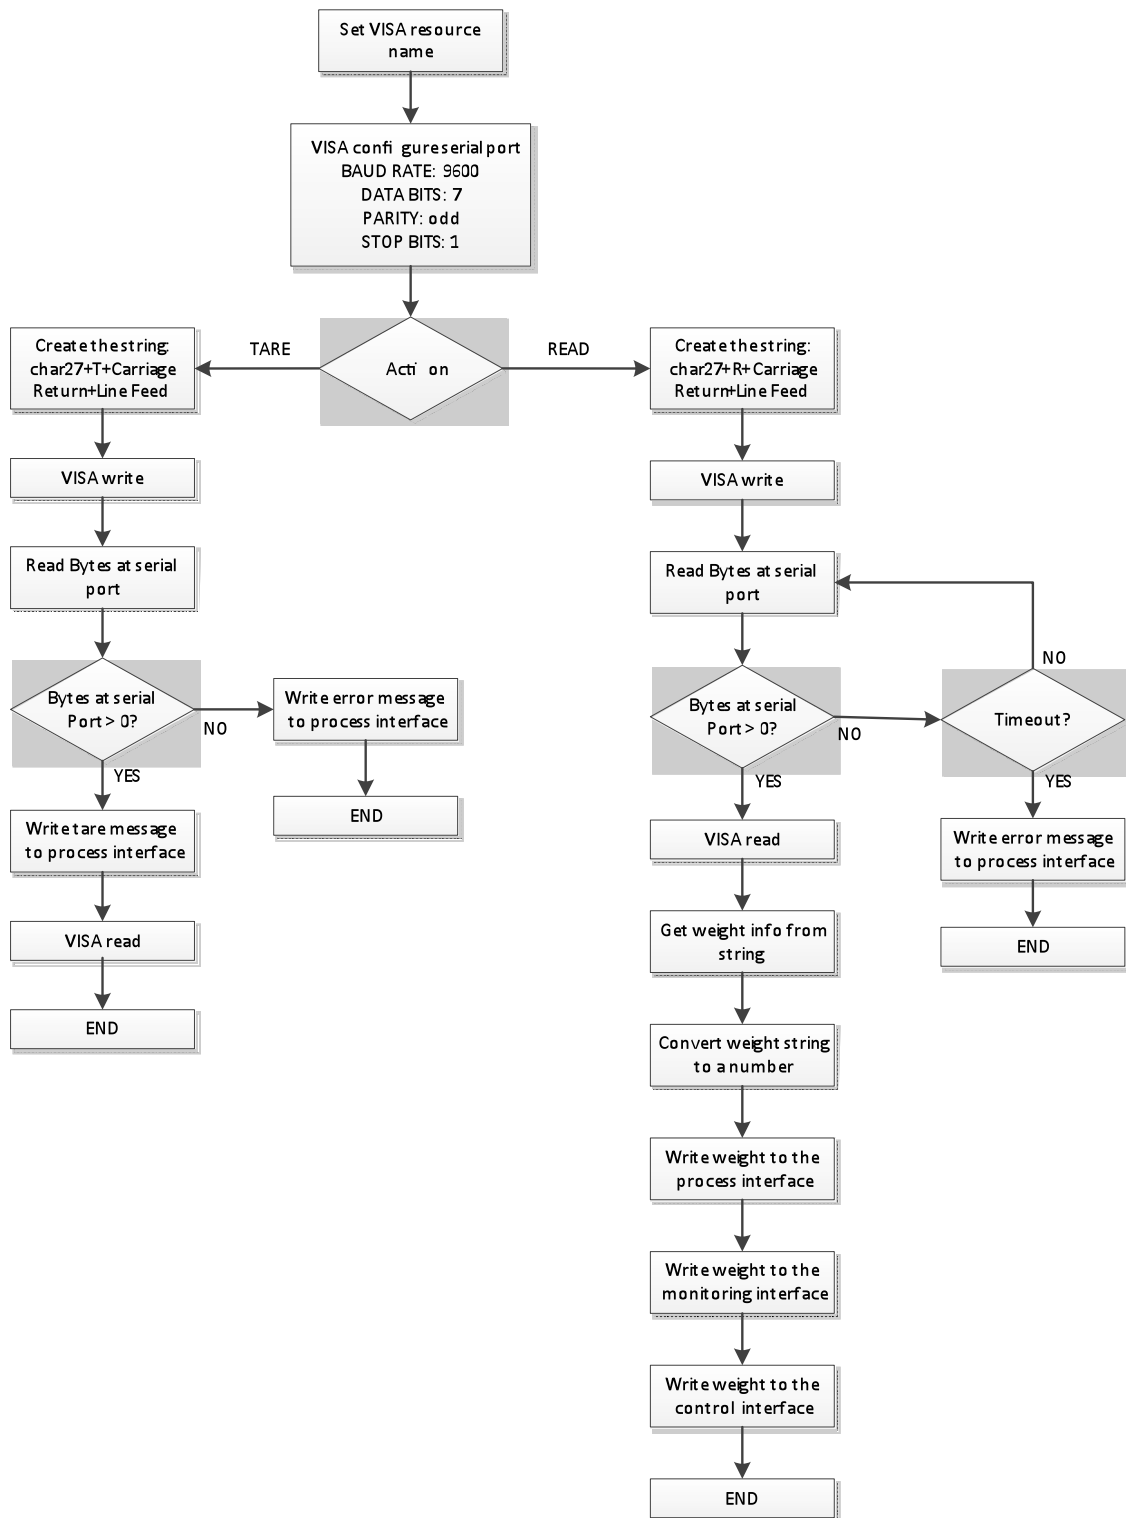 Set VISA resource
name
VISA confi gure serial port
BAUD RATE: 9600
DATA BITS: 7
PARITY: odd
STOP BITS: 1
Acti on
TARE
READ
Create the string:
char27+T+Carriage
Return+Line Feed
VISA write
Read Bytes at serial
port
Bytes at serial
Port > 0?
NO
Write error message
to process interface
END
YES
Write tare message
to process interface
VISA read
END
Create the string:
char27+R+Carriage
Return+Line Feed
VISA write
Read Bytes at serial
port
Bytes at serial
Port > 0?
NO
Timeout?
NO
YES
Write error message
to process interface
END
YES
VISA read
Get weight info from
string
Convert weight string
to a number
Write weight to the
process interface
Write weight to the
monitoring interface
Write weight to the
control interface
END